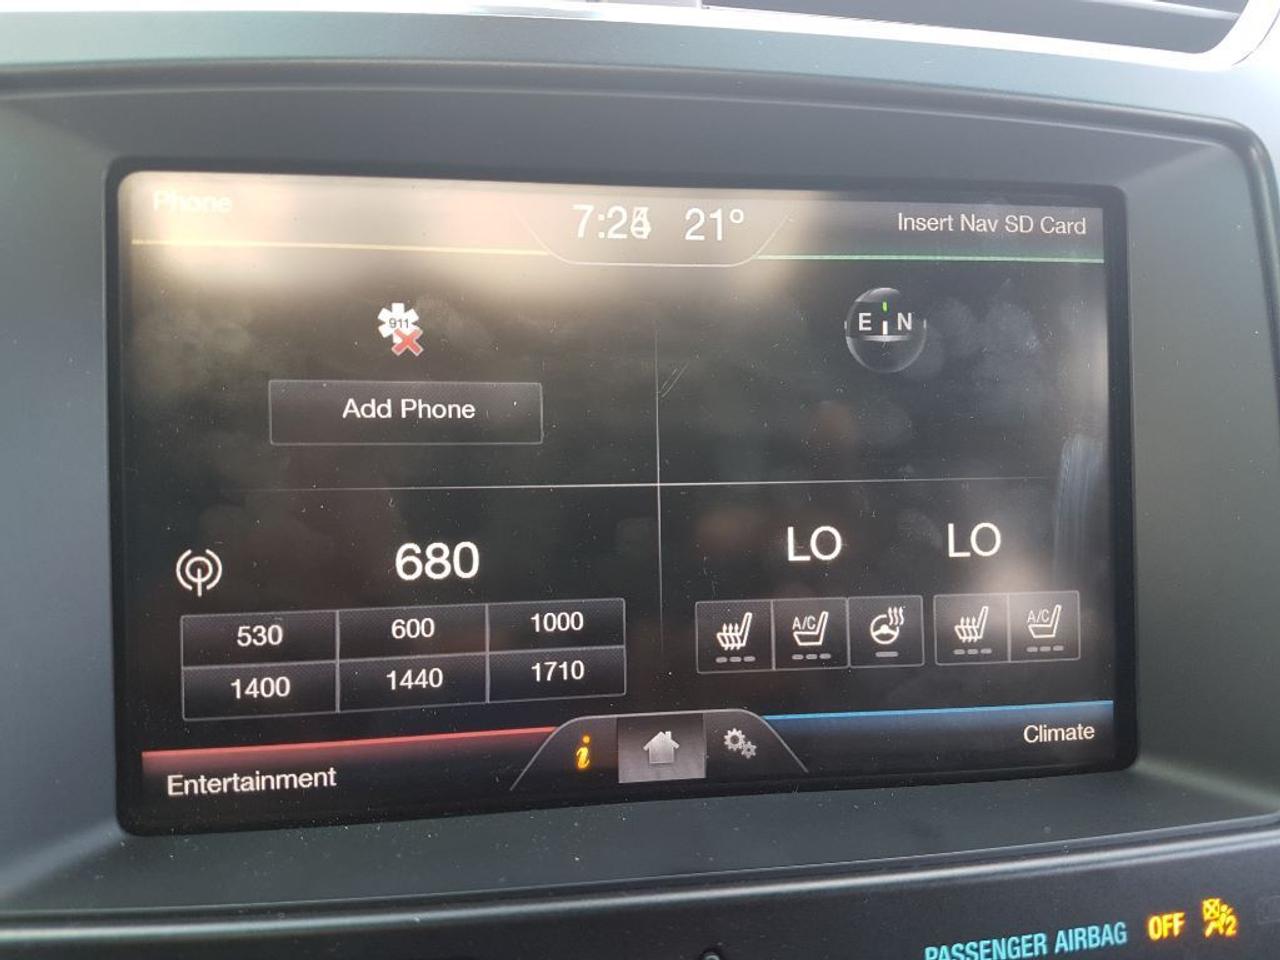 Phone
21°
Insert Nav SD Card
911
E N
Add Phone
680
LO LO
530 600 1000
1400 1440 1710
A/C A/C
i
Entertainment
Climate
PASSENGER AIRBAG OFF 2